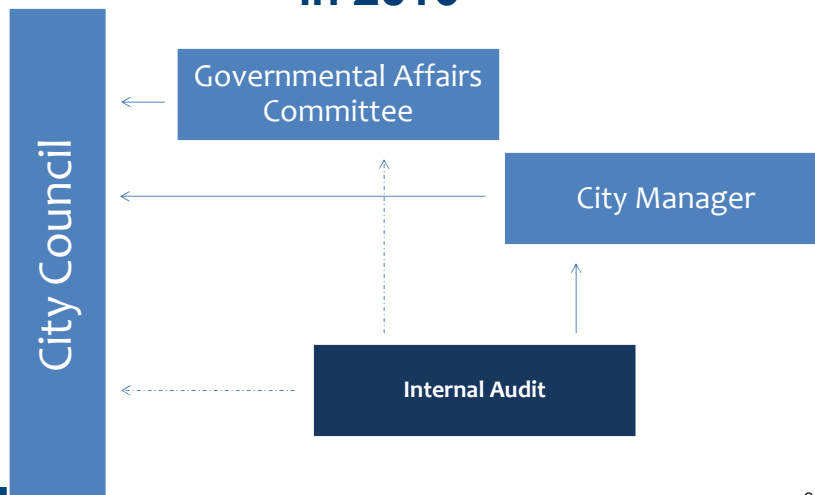 Governmental Affairs
Committee
City Manager
City Council
Internal Audit